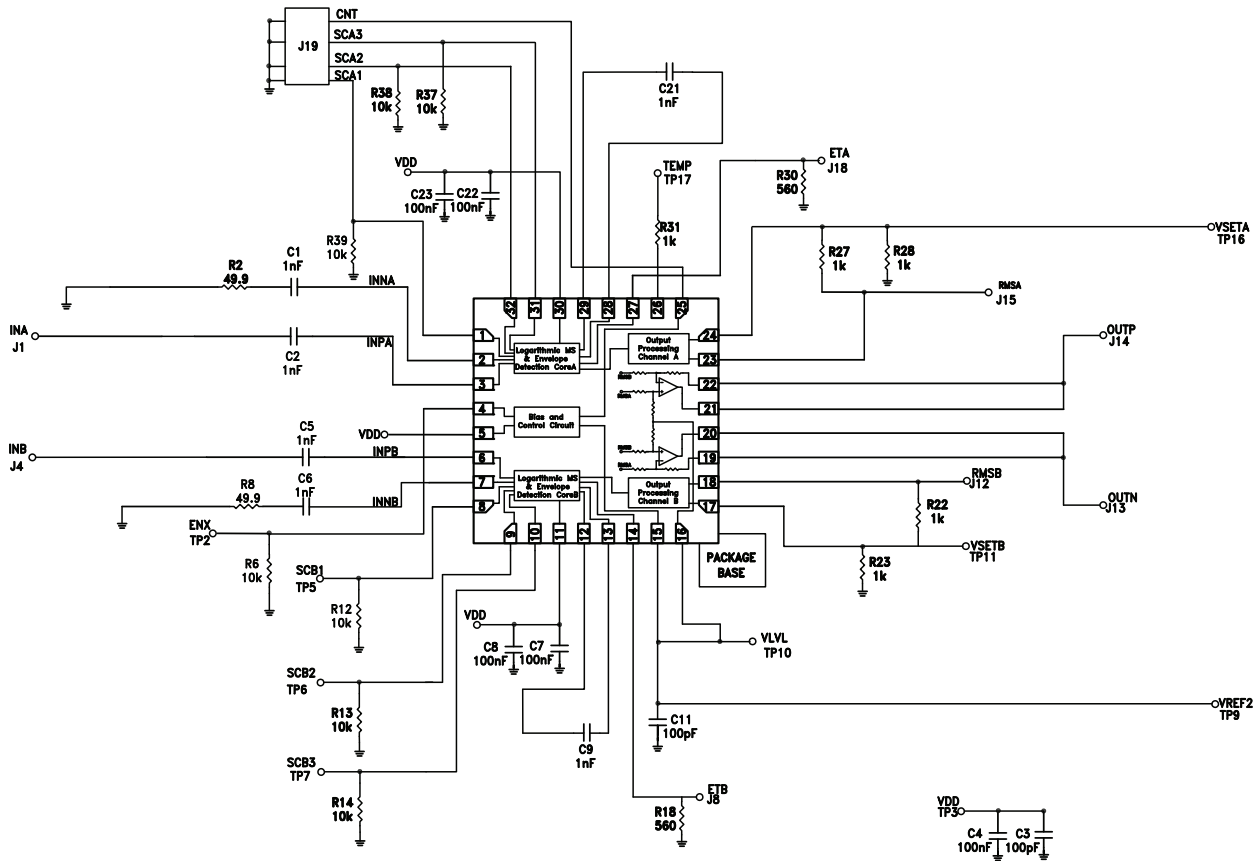 CNT
J19
SCA3
SCA2
SCA1
R38
10k
R37
10k
C21
1nF
VDD
C23
100nF
C22
100nF
TEMP
TP17
R31
1k
ETA
J18
R30
560
R39
10k
R2
49.9
C1
1nF
INNA
INA
J1
C2
1nF
INPA
VSETA
TP16
R27
1k
R28
1k
RMSA
J15
OUTP
J14
32
31
30
29
28
27
26
25
1
2
3
4
5
6
7
8
24
23
22
21
20
19
18
17
9
10
11
12
13
14
15
16
Logarithmic MS
& Envelope
Detection CoreA
Output
Processing
Channel A
RMSB
RMSA
Bias and
Control Circuit
RMSB
RMSA
Logarithmic MS
& Envelope
Detection CoreB
Output
Processing
Channel B
PACKAGE
BASE
VDD
INB
J4
C5
1nF
INPB
R8
49.9
C6
1nF
INNB
ENX
TP2
R6
10k
SCB1
TP5
R12
10k
RMSB
J12
OUTN
J13
R22
1k
VSETB
TP11
R23
1k
VDD
C8
100nF
C7
100nF
VLVL
TP10
SCB2
TP6
R13
10k
C9
1nF
C11
100pF
VREF2
TP9
SCB3
TP7
R14
10k
ETB
J8
R18
560
VDD
TP3
C4
100nF
C3
100pF